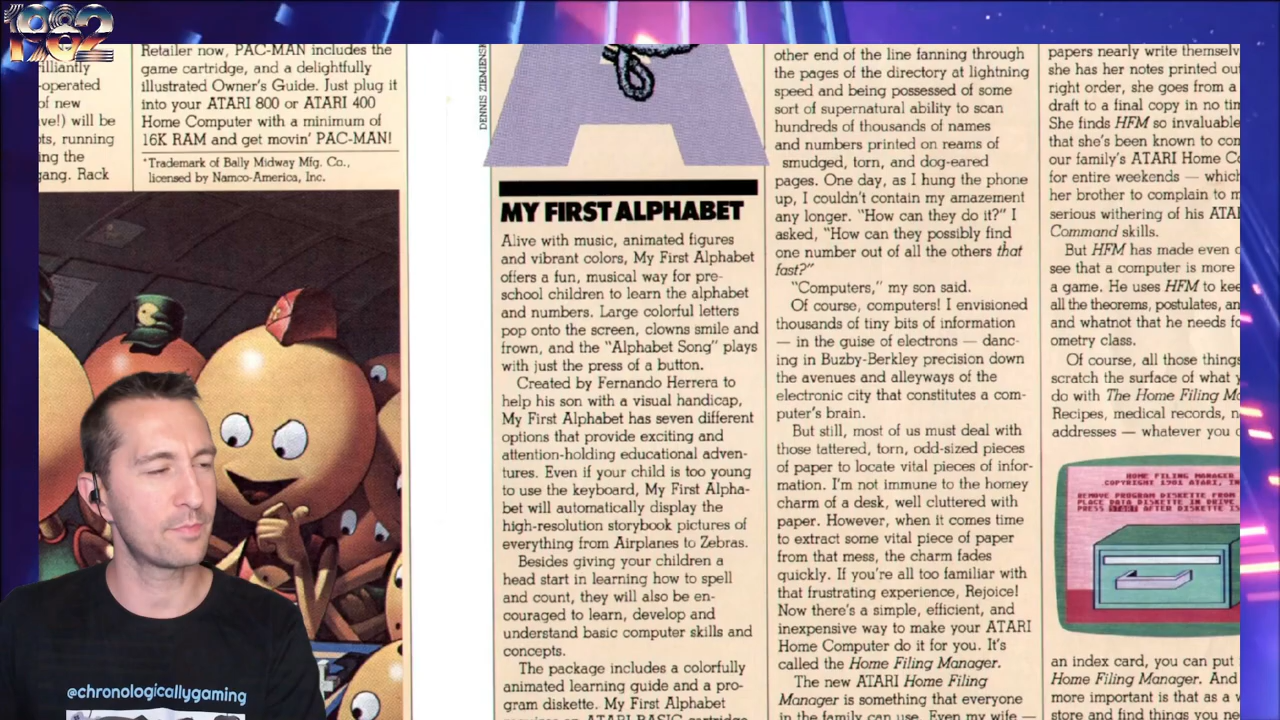 1982
Retailer now, PAC-MAN includes the
game cartridge, and a delightfully
illustrated Owner's Guide. Just plug it
into your ATARI 800 or ATARI 400
Home Computer with a minimum of
16K RAM and get movin' PAC-MAN!
*Trademark of Bally Midway Mfg. Co.,
licensed by Namco-America, Inc.
-operated
of new
will be
running
ing the
gang. Rack
DENNIS
MY FIRST ALPHABET
Alive with music, animated figures
and vibrant colors, My First Alphabet
offers a fun, musical way for pre-
school children to learn the alphabet
and numbers. Large colorful letters
pop onto the screen, clowns smile and
frown, and the "Alphabet Song" plays
with just the press of a button.
Created by Fernando Herrera to
help his son with a visual handicap,
My First Alphabet has seven different
options that provide exciting and
attention-holding educational adven-
tures. Even if your child is too young
to use the keyboard, My First Alpha-
bet will automatically display the
high-resolution storybook pictures of
everything from Airplanes to Zebras.
Besides giving your children a
head start in learning how to spell
and count, they will also be en-
couraged to learn, develop and
understand basic computer skills and
concepts.
The package includes a colorfully
animated learning guide and a pro-
gram diskette. My First Alphabet
other end of the line fanning through
the pages of the directory at lightning
speed and being possessed of some
sort of supernatural ability to scan
hundreds of thousands of names
and numbers printed on reams of
smudged, torn, and dog-eared
pages. One day, as I hung the phone
up, I couldn't contain my amazement
any longer. "How can they do it?" I
asked, "How can they possibly find
one number out of all the others that
fast?"
"Computers," my son said.
Of course, computers! I envisioned
thousands of tiny bits of information
— in the guise of electrons — danc-
ing in Buzby-Berkley precision down
the avenues and alleyways of the
electronic city that constitutes a com-
puter's brain.
But still, most of us must deal with
those tattered, torn, odd-sized pieces
of paper to locate vital pieces of infor-
mation. I'm not immune to the homey
charm of a desk, well cluttered with
paper. However, when it comes time
to extract some vital piece of paper
from that mess, the charm fades
quickly. If you're all too familiar with
that frustrating experience, Rejoice!
Now there's a simple, efficient, and
inexpensive way to make your ATARI
Home Computer do it for you. It's
called the Home Filing Manager.
The new ATARI Home Filing
Manager is something that everyone
in the family can use. Even my wife —
papers nearly write
she has her notes printed
right order, she goes from a
draft to a final copy in no
She finds HFM so
that she's been known to
our family's ATARI Home
for entire weekends — which
her brother to complain to
serious withering of his
Command skills.
But HFM has made even
see that a computer is more
a game. He uses HFM to
all the theorems, postulates,
and whatnot that he needs
ometry class.
Of course, all those things
scratch the surface of what
do with The Home Filing
Recipes, medical records,
addresses — whatever you
HOME FILING MANAGER
COPYRIGHT 1981 ATARI,
REMOVE PROGRAM DISKETTE FROM
PLACE DATA DISKETTE IN DRIVE
PRESS START AFTER DISKETTE
an index card, you can put
Home Filing Manager. And
more important is that as a
store and find things you
@chronologicallygaming